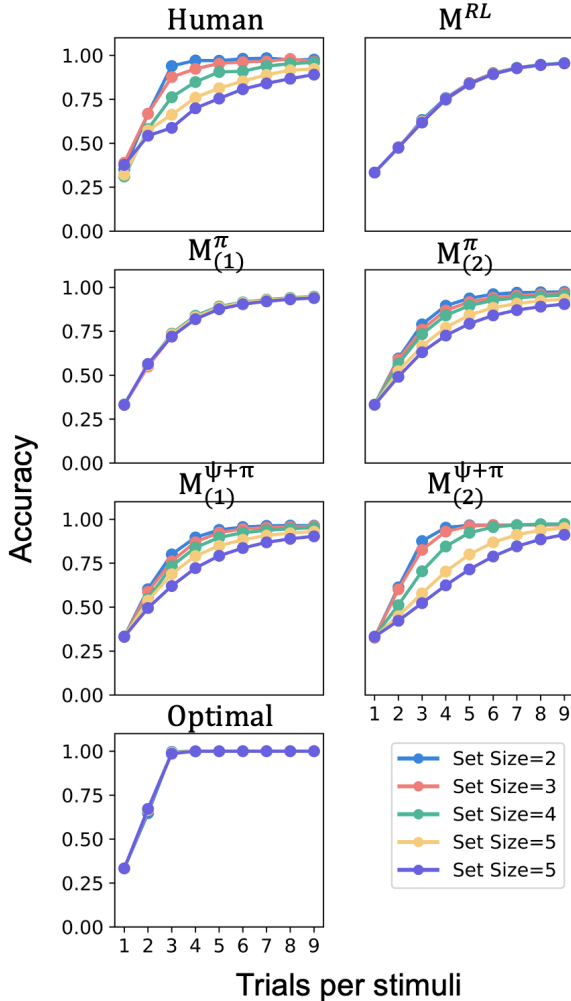 Human
M^{RL}
1.00
0.75
0.50
0.25
0.00
M^{π}_{(1)}
M^{π}_{(2)}
1.00
0.75
0.50
0.25
0.00
M^{ψ+π}_{(1)}
M^{ψ+π}_{(2)}
1.00
0.75
0.50
0.25
0.00
1 2 3 4 5 6 7 8 9
Optimal
1.00
0.75
0.50
0.25
0.00
1 2 3 4 5 6 7 8 9
Set Size=2
Set Size=3
Set Size=4
Set Size=5
Set Size=5
Accuracy
Trials per stimuli